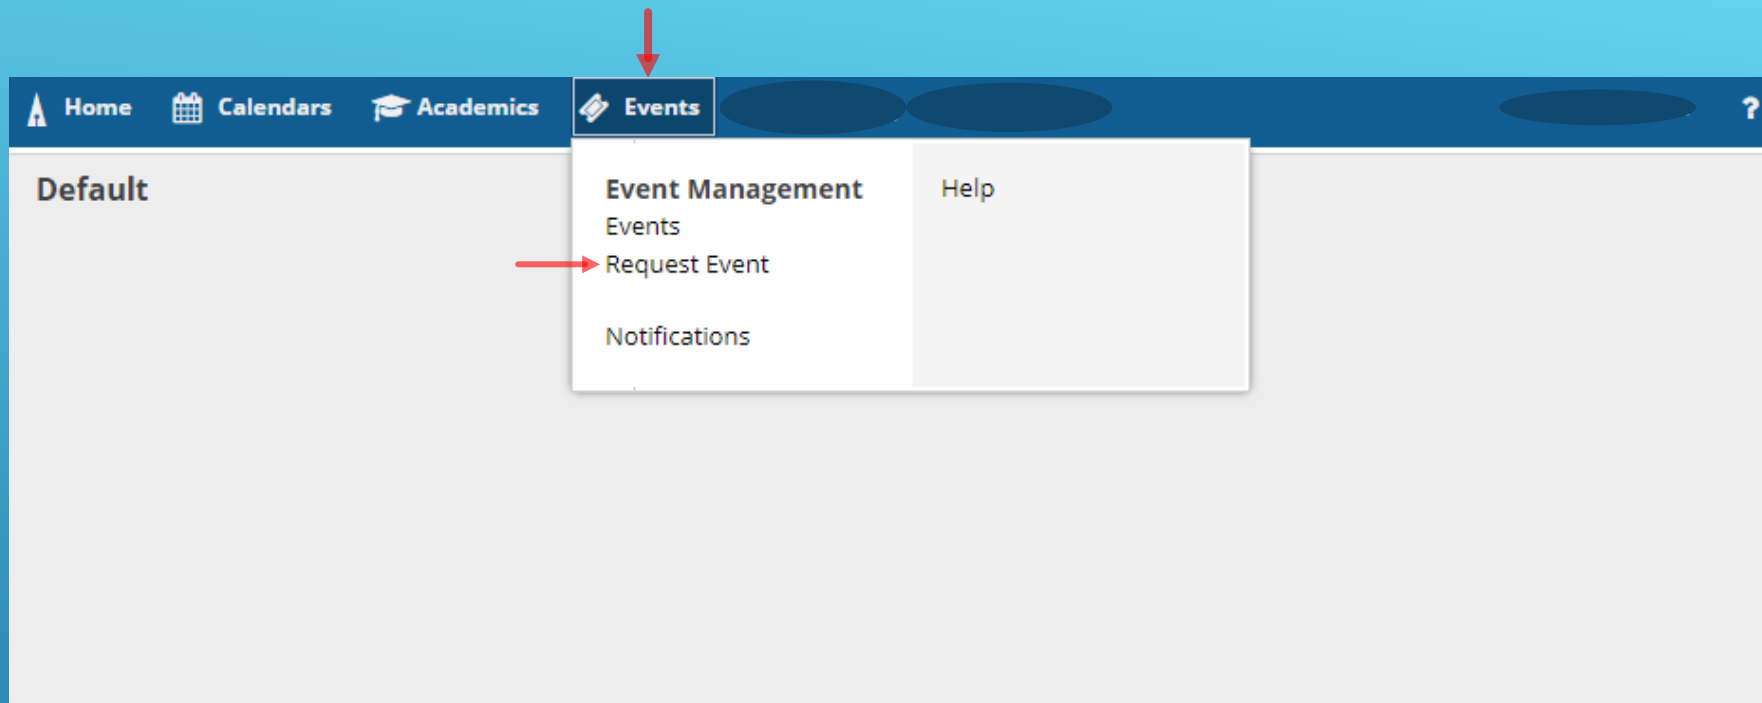 Home Calendars Academics Events ?
Default
Event Management
Events
Request Event
Notifications
Help